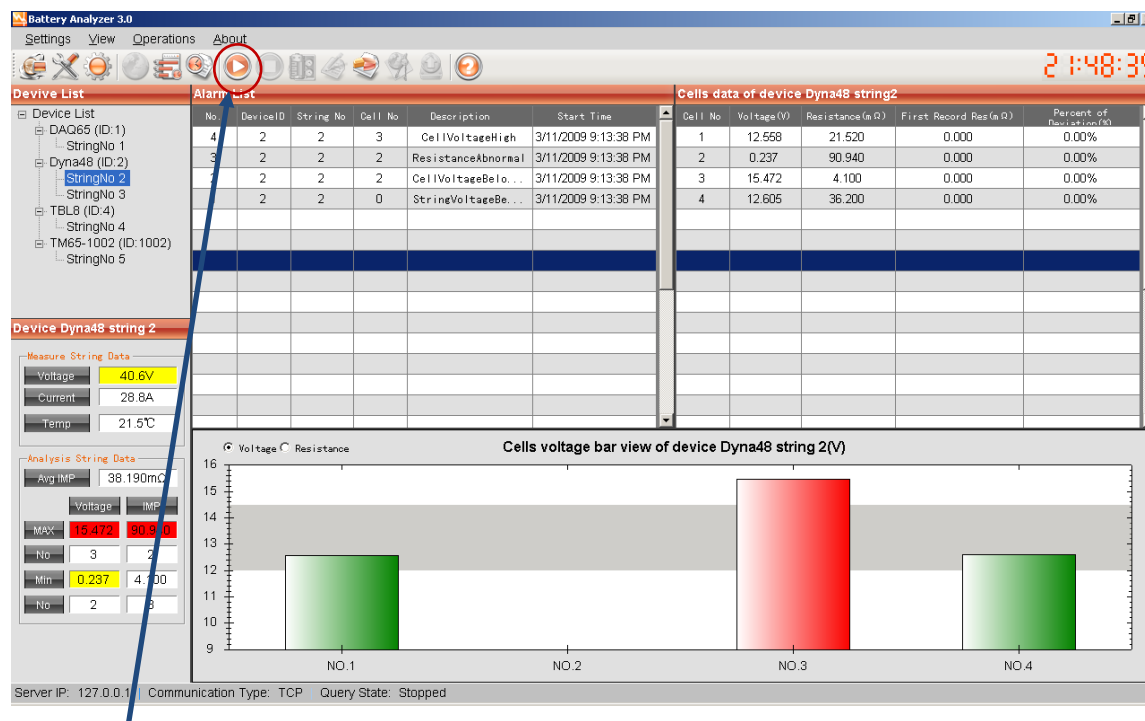 Battery Analyzer 3.0
Settings View Operations About
21:48:39
Devive List
Device List
DAQ65 (ID:1)
StringNo 1
Dyna48 (ID:2)
StringNo 2
StringNo 3
TBL8 (ID:4)
StringNo 4
TM65-1002 (ID:1002)
StringNo 5
Alarm List
No. DeviceID String No Cell No Description Start Time
4 2 2 3 CellVoltageHigh 3/11/2009 9:13:38 PM
3 2 2 2 ResistanceAbnormal 3/11/2009 9:13:38 PM
2 2 2 CellVoltageBelo... 3/11/2009 9:13:38 PM
2 2 0 StringVoltageBe... 3/11/2009 9:13:38 PM
Cells data of device Dyna48 string2
Cell No Voltage(V) Resistance(mΩ) First Record Res(mΩ) Percent of Deviation(%)
1 12.558 21.520 0.000 0.00%
2 0.237 90.940 0.000 0.00%
3 15.472 4.100 0.000 0.00%
4 12.605 36.200 0.000 0.00%
Device Dyna48 string 2
Measure String Data
Voltage 40.6V
Current 28.8A
Temp 21.5℃
Analysis String Data
Avg IMP 38.190mΩ
Voltage IMP
MAX 15.472 90.940
No 3 2
Min 0.237 4.100
No 2 3
Voltage Resistance
Cells voltage bar view of device Dyna48 string 2(V)
16
15
14
13
12
11
10
9
NO.1 NO.2 NO.3 NO.4
Server IP: 127.0.0.1 Communication Type: TCP Query State: Stopped